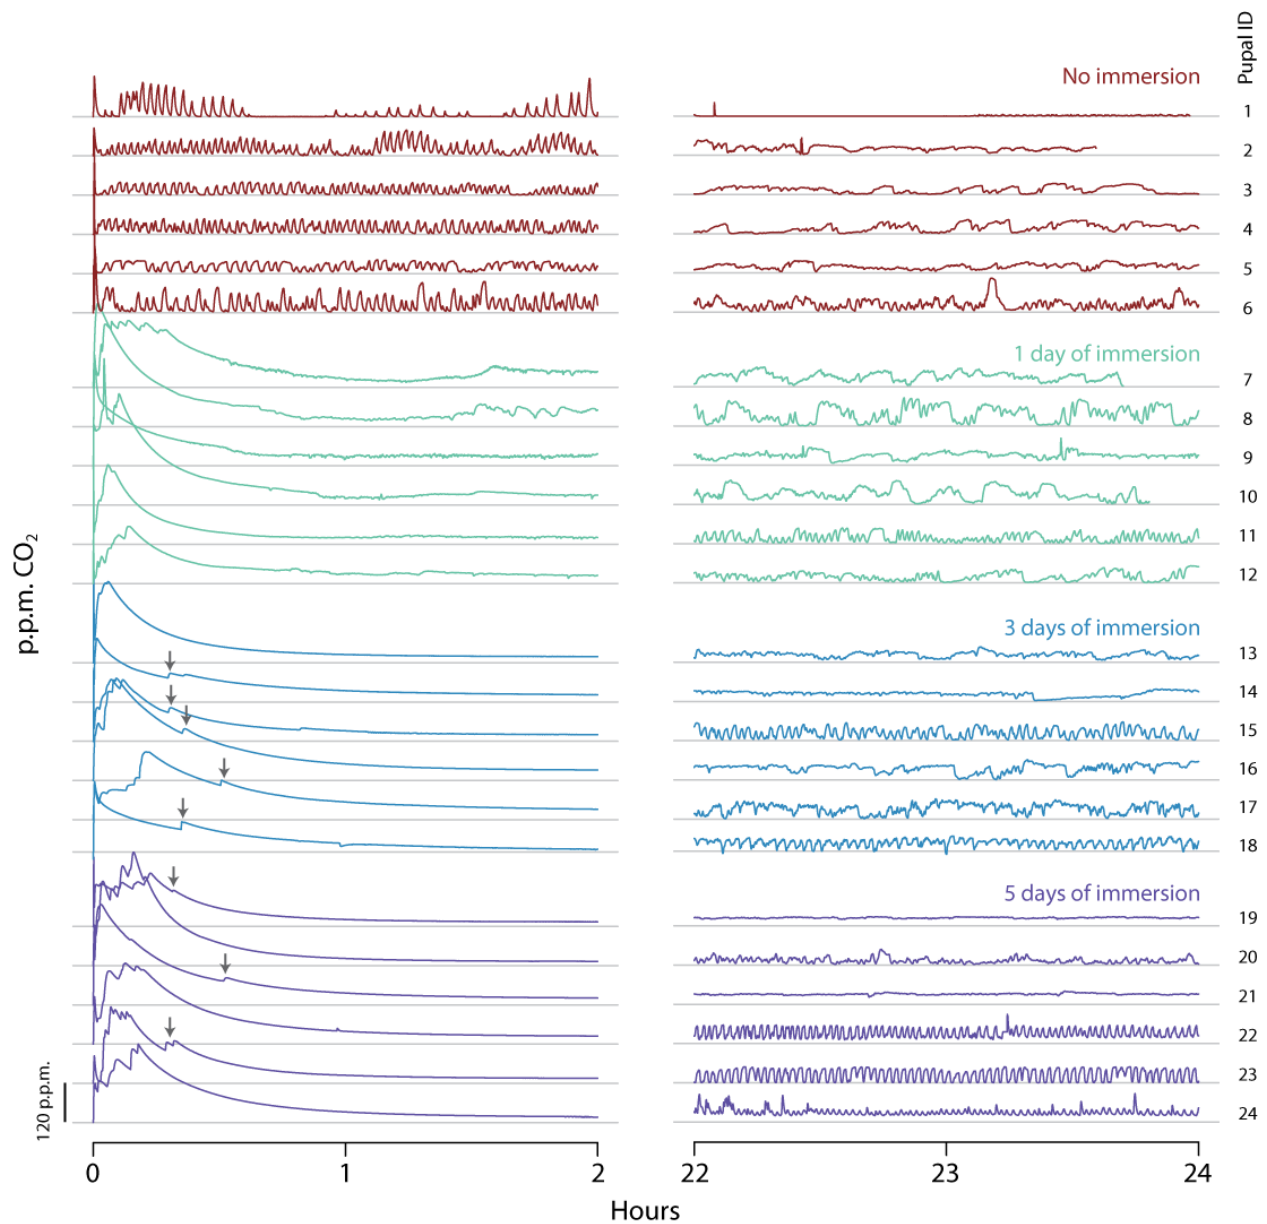 Pupal ID
No immersion
1
2
3
4
5
6
1 day of immersion
7
8
9
10
11
12
3 days of immersion
13
14
15
16
17
18
5 days of immersion
19
20
21
22
23
24
p.p.m. CO2
120 p.p.m.
0 1 2 22 23 24
Hours